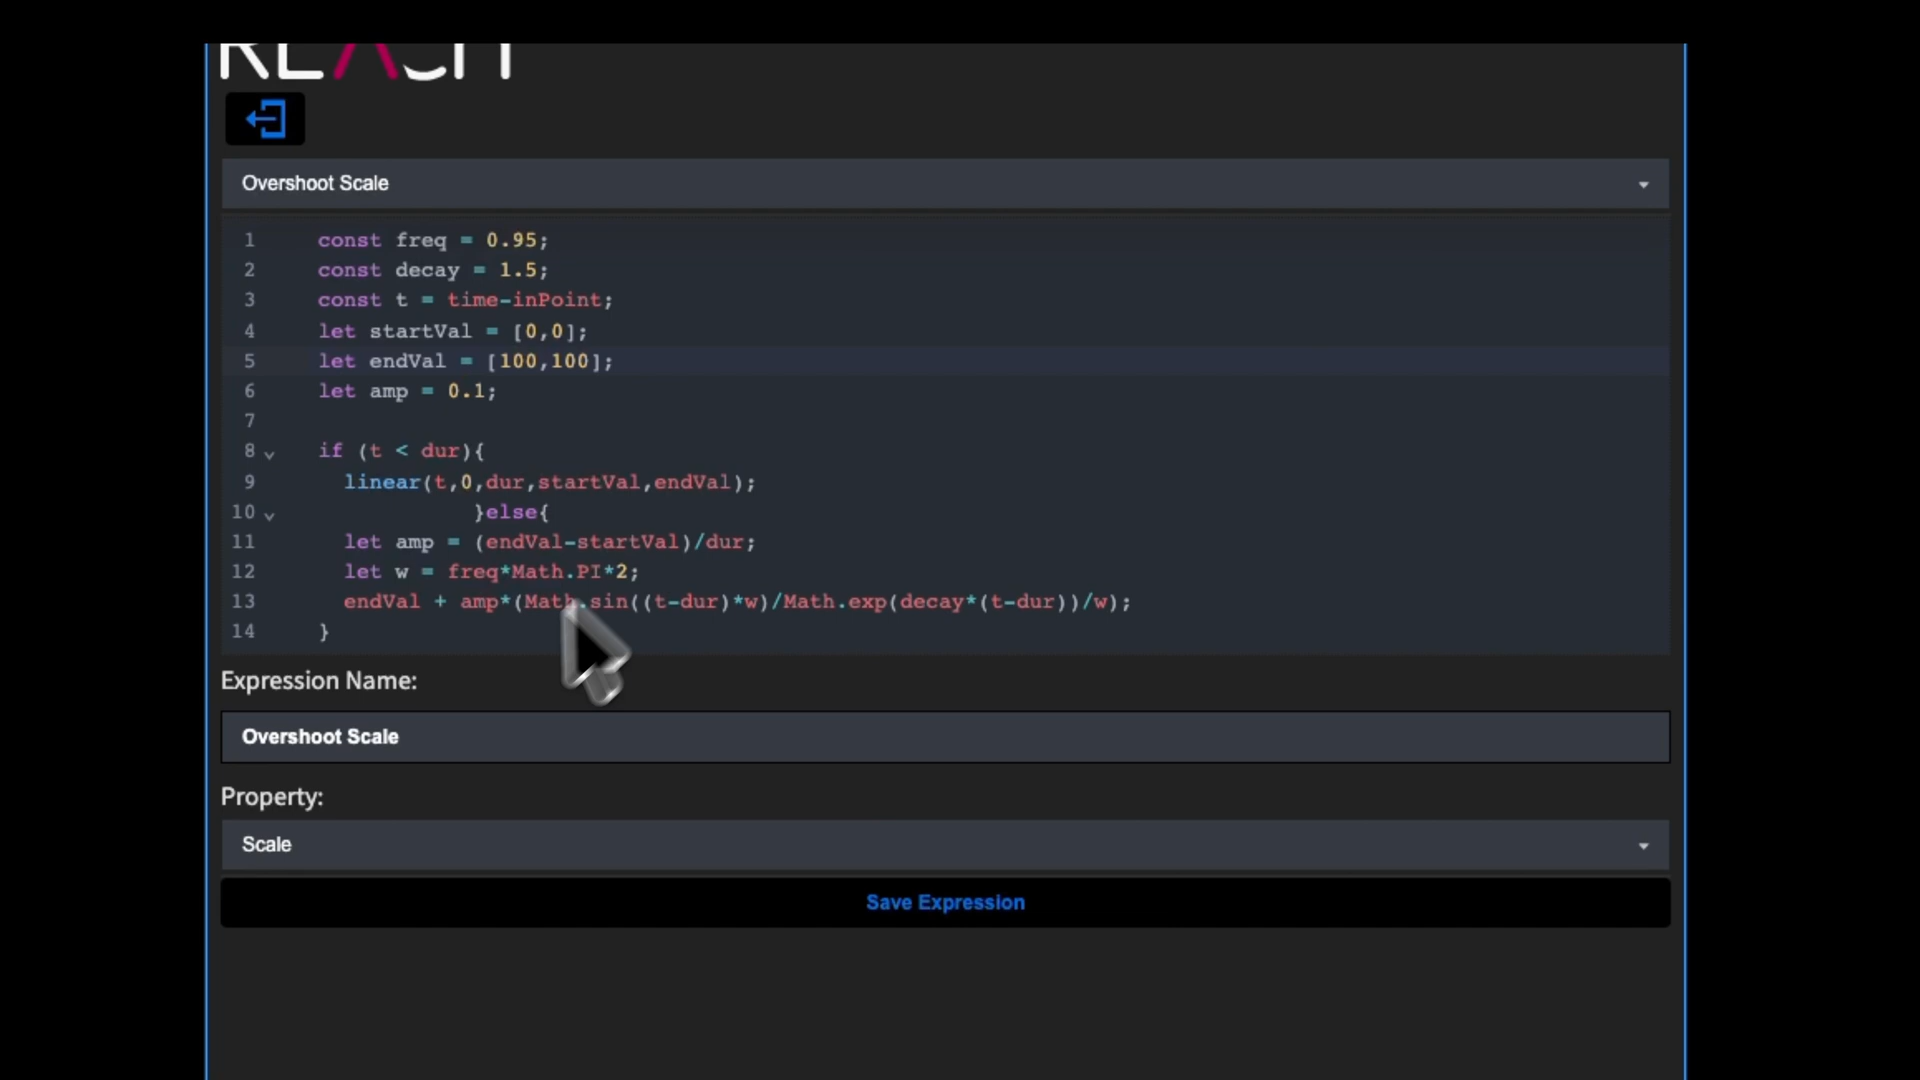 REACH
Overshoot Scale
1 const freq = 0.95;
2 const decay = 1.5;
3 const t = time-inPoint;
4 let startVal = [0,0];
5 let endVal = [100,100];
6 let amp = 0.1;
7
8 if (t < dur){
9 linear(t,0,dur,startVal,endVal);
10 }else{
11 let amp = (endVal-startVal)/dur;
12 let w = freq*Math.PI*2;
13 endVal + amp*(Math.sin((t-dur)*w)/Math.exp(decay*(t-dur))/w);
14 }
Expression Name:
Overshoot Scale
Property:
Scale
Save Expression